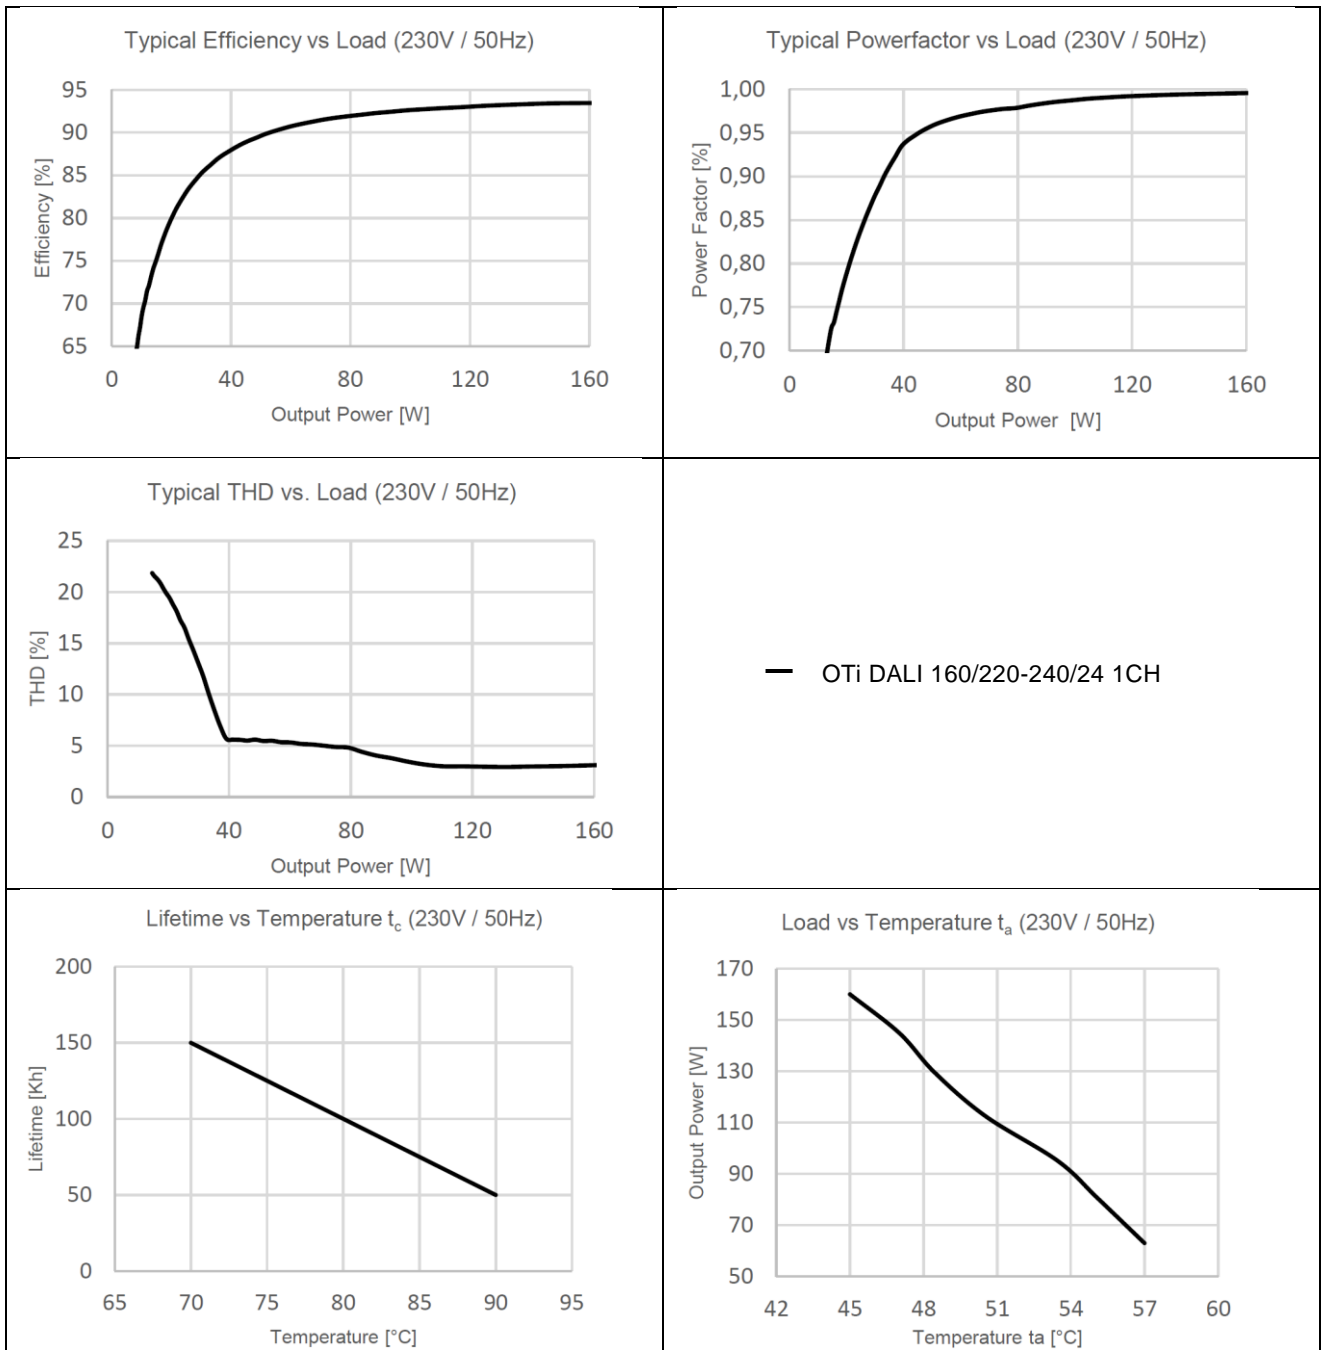 Typical Efficiency vs Load (230V / 50Hz)
95
90
85
80
75
70
65
Efficiency [%]
0 40 80 120 160
Output Power [W]
Typical Powerfactor vs Load (230V / 50Hz)
1,00
0,95
0,90
0,85
0,80
0,75
0,70
Power Factor [%]
0 40 80 120 160
Output Power [W]
Typical THD vs. Load (230V / 50Hz)
25
20
15
10
5
0
THD [%]
0 40 80 120 160
Output Power [W]
OTi DALI 160/220-240/24 1CH
Lifetime vs Temperature tc (230V / 50Hz)
200
150
100
50
0
Lifetime [Kh]
65 70 75 80 85 90 95
Temperature [°C]
Load vs Temperature ta (230V / 50Hz)
170
150
130
110
90
70
50
Output Power [W]
42 45 48 51 54 57 60
Temperature ta [°C]